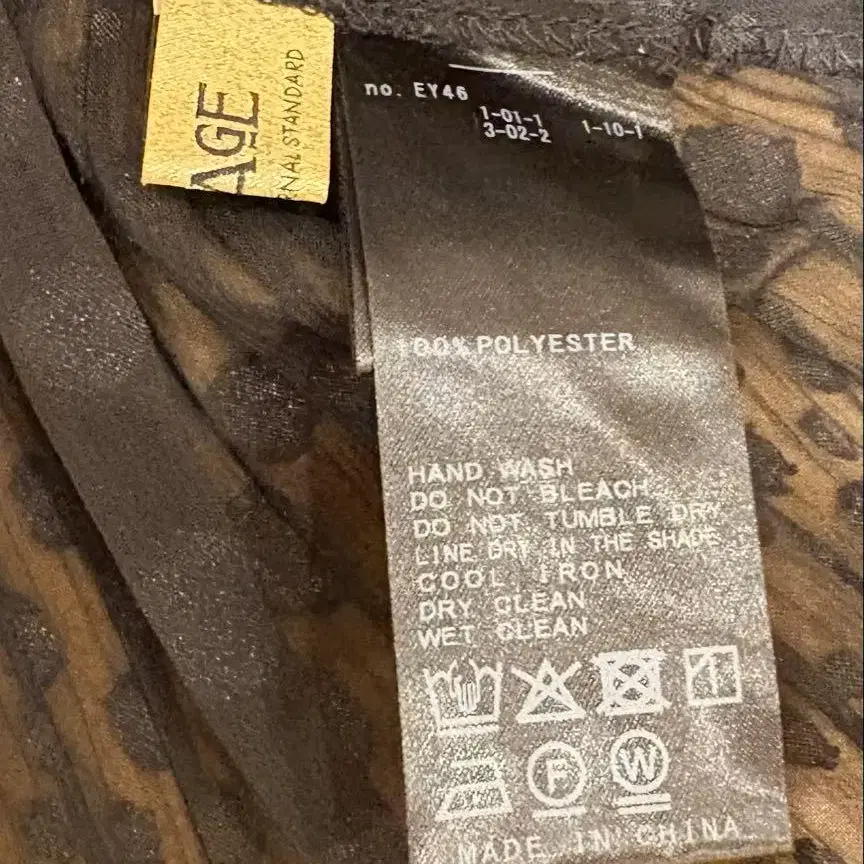 AGE
NAL STANDARD
no. EY46
1-01-1
3-02-2 1-10-1
100% POLYESTER
HAND WASH
DO NOT BLEACH
DO NOT TUMBLE DRY
LINE DRY IN THE SHADE
COOL IRON
DRY CLEAN
WET CLEAN
F W
MADE IN CHINA